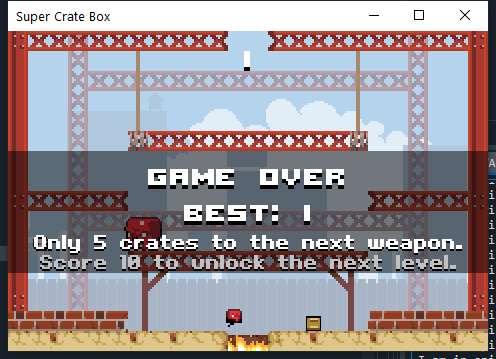 Super Crate Box
1
GAME OVER
BEST: 1
Only 5 crates to the next weapon.
Score 10 to unlock the next level.